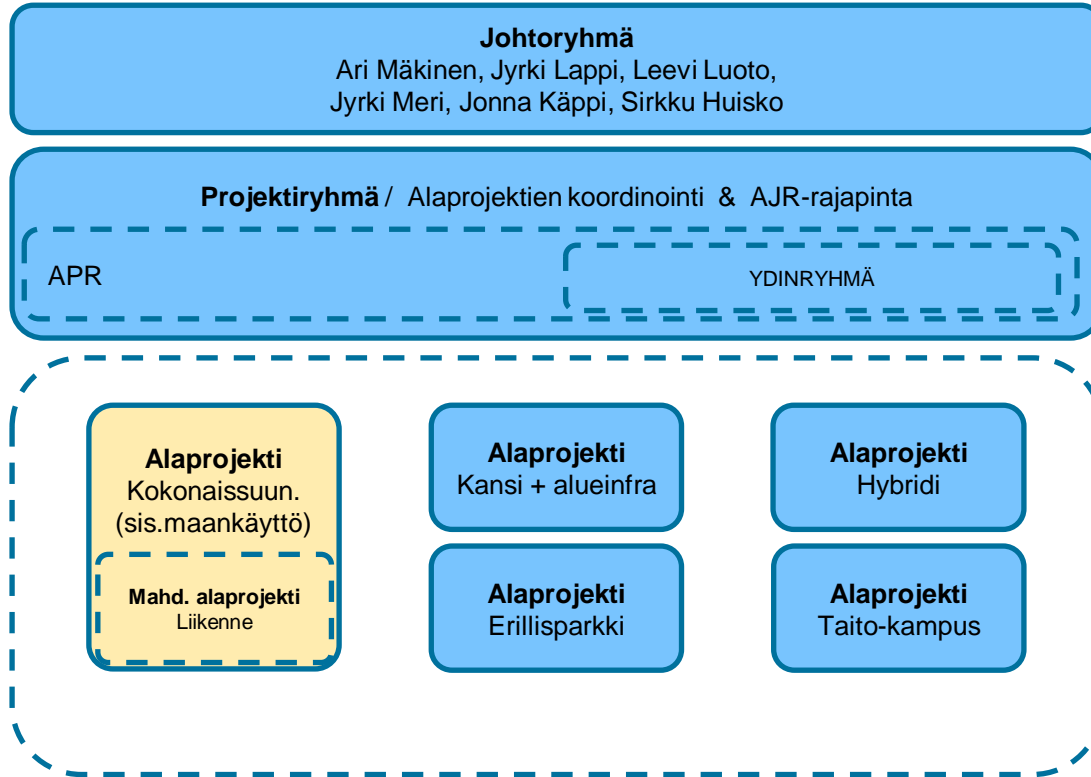 Johtoryhmä
Ari Mäkinen, Jyrki Lappi, Leevi Luoto,
Jyrki Meri, Jonna Käppi, Sirkku Huisko
Projektiryhmä / Alaprojektien koordinointi & AJR-rajapinta
APR
YDINRYHMÄ
Alaprojekti
Kokonaissuun.
(sis.maankäyttö)
Mahd. alaprojekti
Liikenne
Alaprojekti
Kansi + alueinfra
Alaprojekti
Hybridi
Alaprojekti
Erillisparkki
Alaprojekti
Taito-kampus